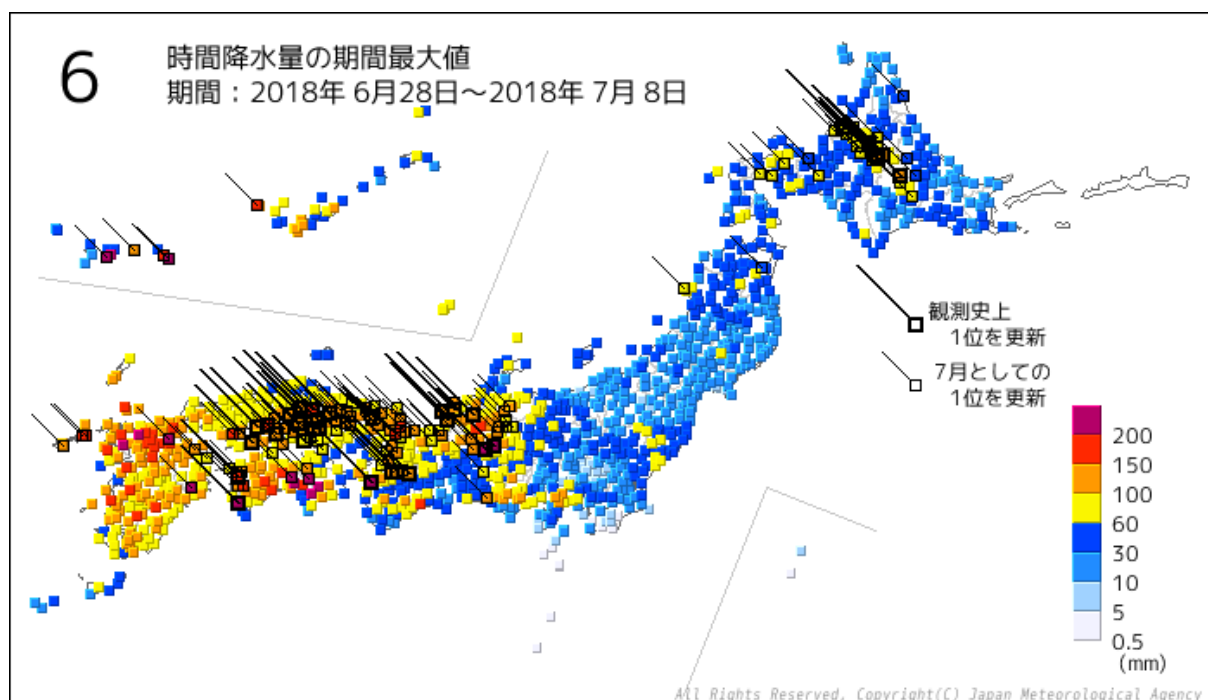 6
時間降水量の期間最大値
期間：2018年 6月28日～2018年 7月 8日
観測史上
1位を更新
7月としての
1位を更新
200
150
100
60
30
10
5
0.5
(mm)
All Rights Reserved. Copyright(C) Japan Meteorological Agency